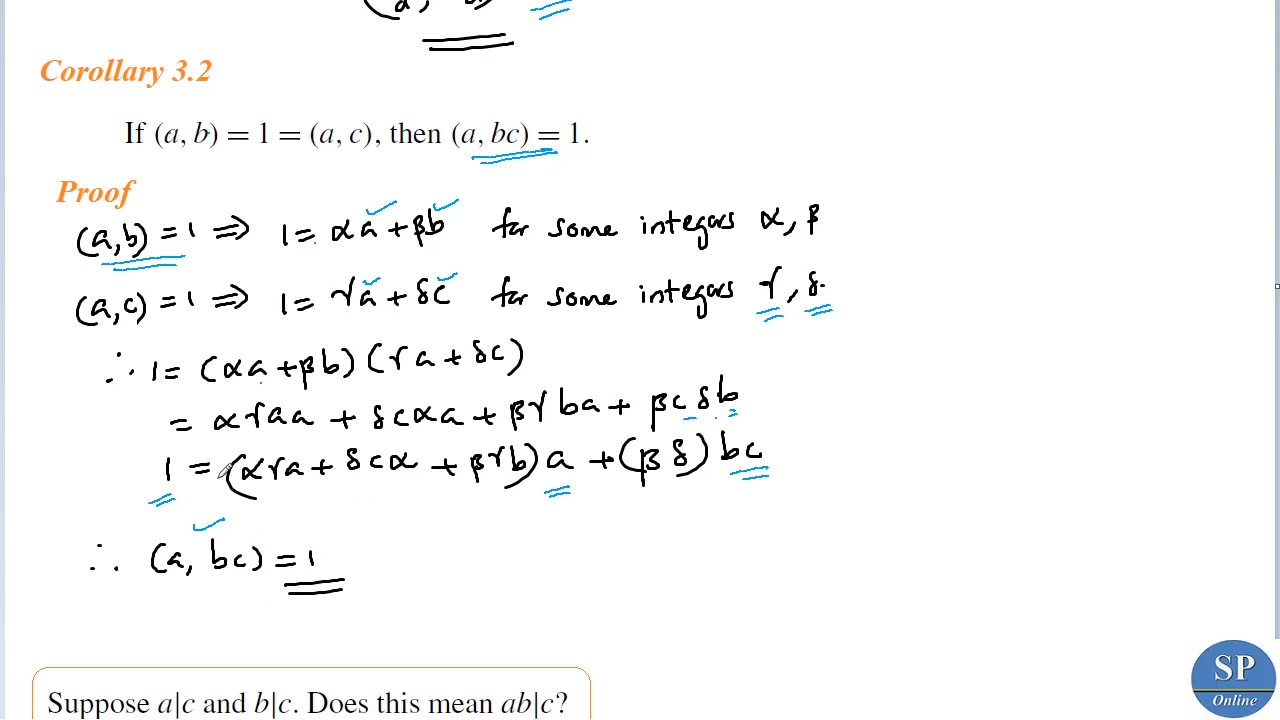 Corollary 3.2
If (a, b) = 1 = (a, c), then (a, bc) = 1.
Proof
(a,b) = 1 ⇒ 1 = αa + βb for some integers α, β
(a,c) = 1 ⇒ 1 = γa + δc for some integers γ, δ.
∴ 1 = (αa + βb)(γa + δc)
= αγaa + δcαa + βγba + βcδb
1 = (αγa + δcα + βγb)a + (βδ)bc
∴ (a, bc) = 1
Suppose a|c and b|c. Does this mean ab|c?
SP
Online